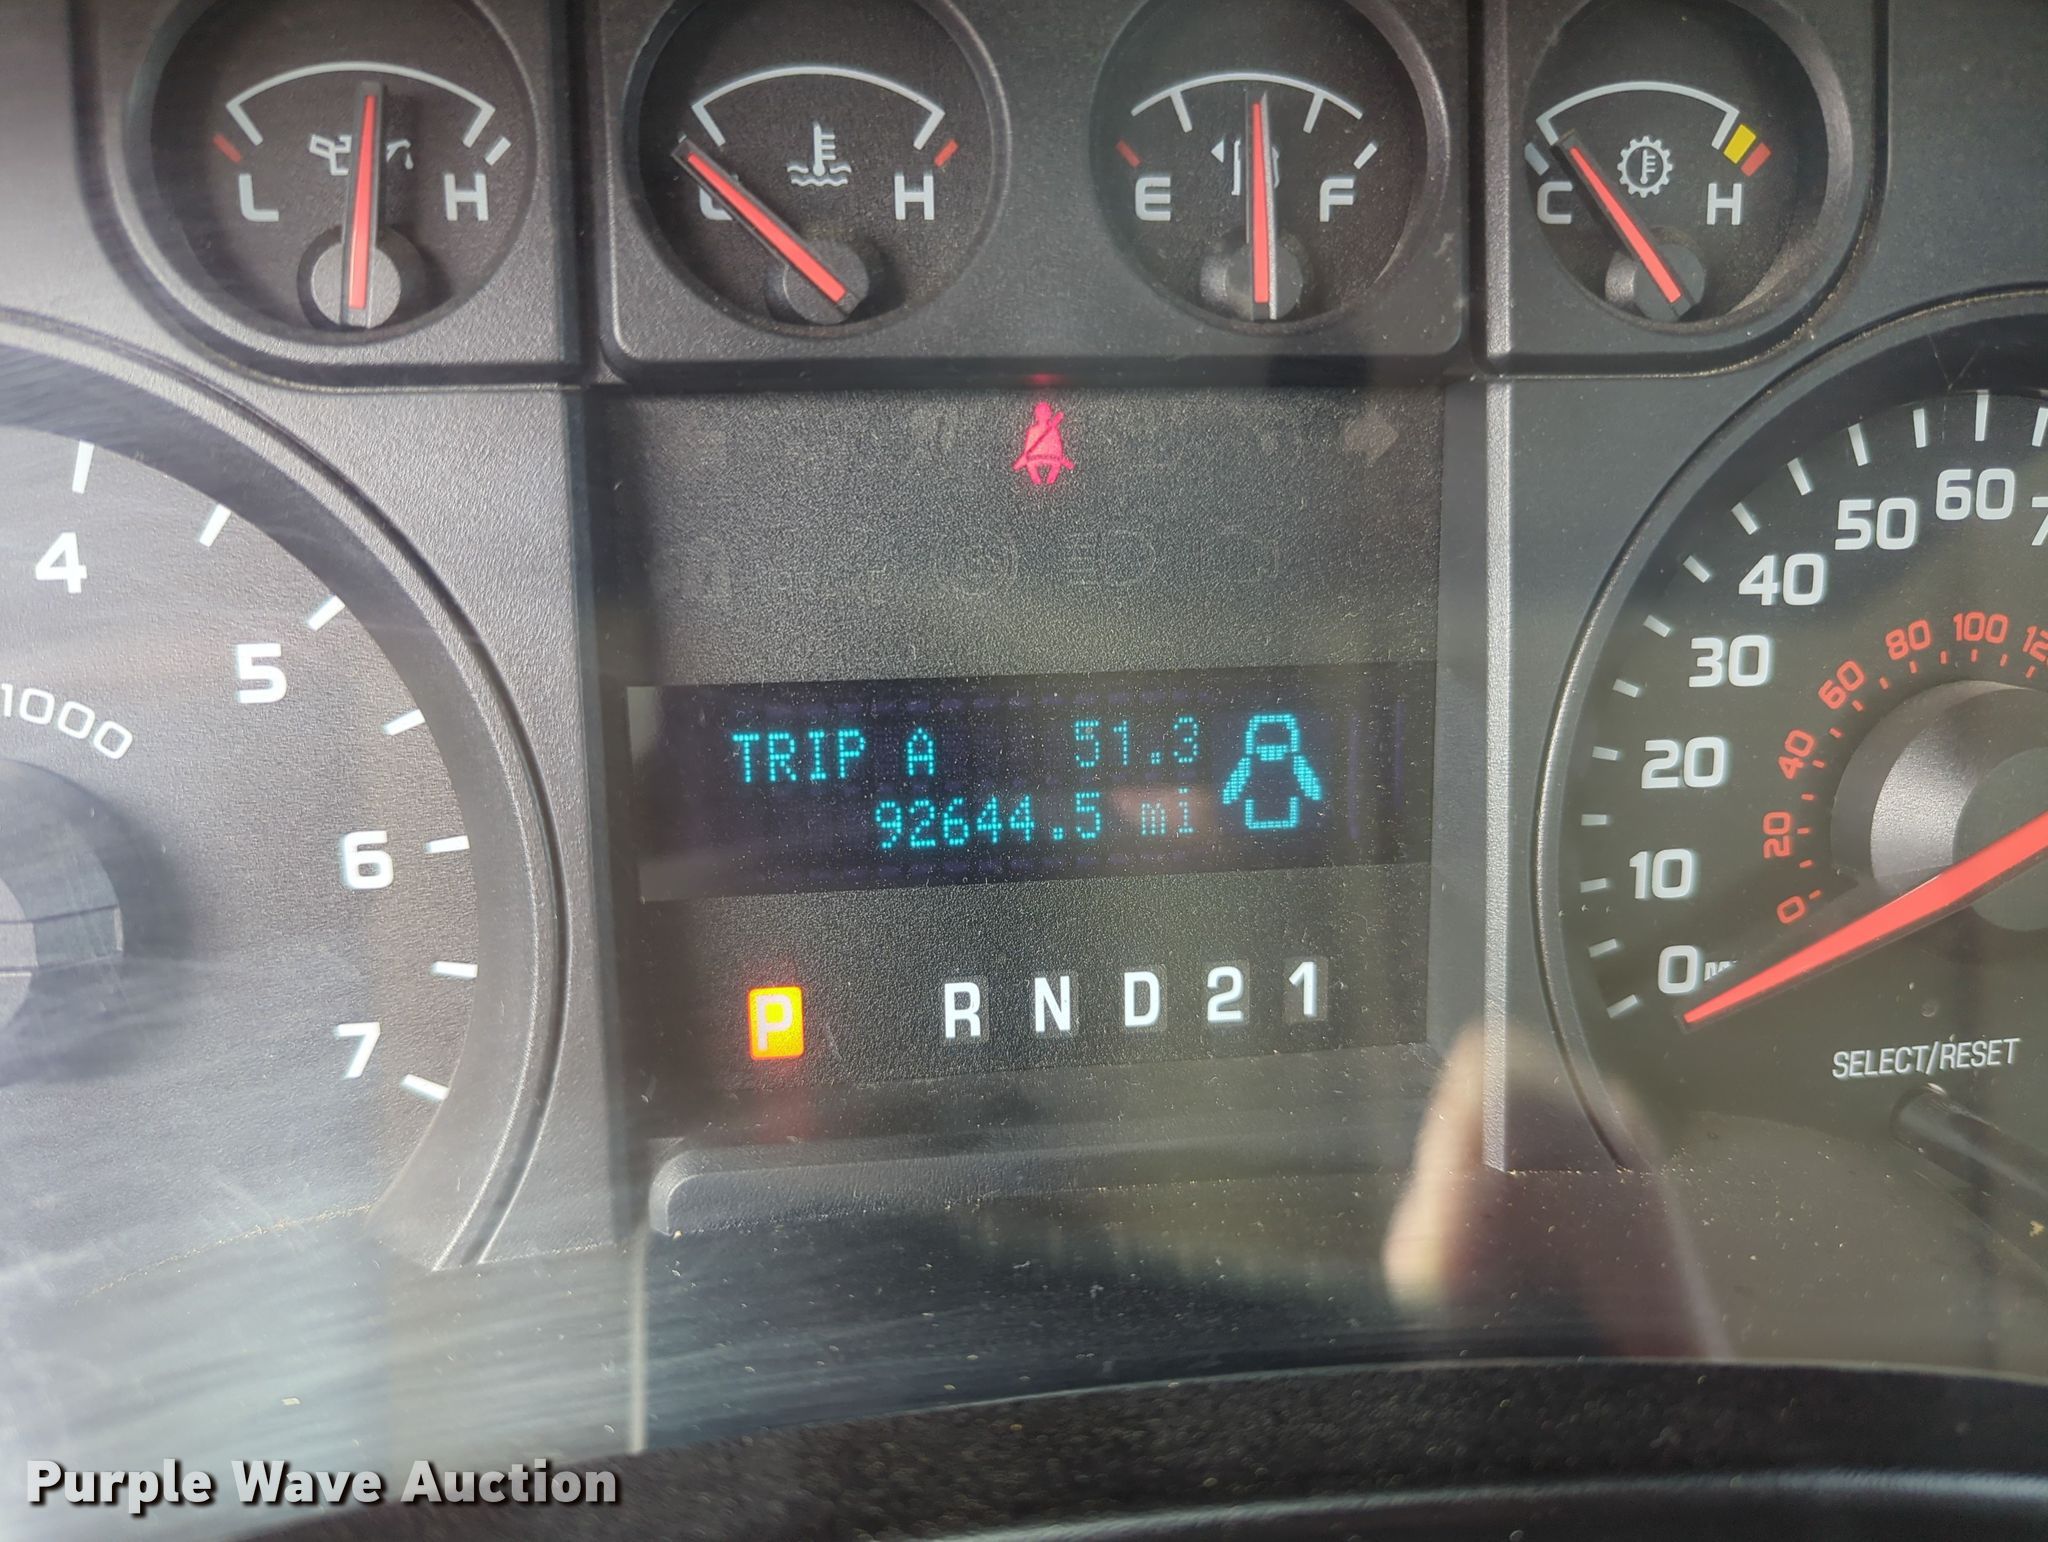 L H
H
E F
C H
4
5
6
7
1000
TRIP A 51.3
92644.5 mi
P R N D 2 1
0 10 20 30 40 50 60
0 20 40 60 80 100
SELECT/RESET
Purple Wave Auction